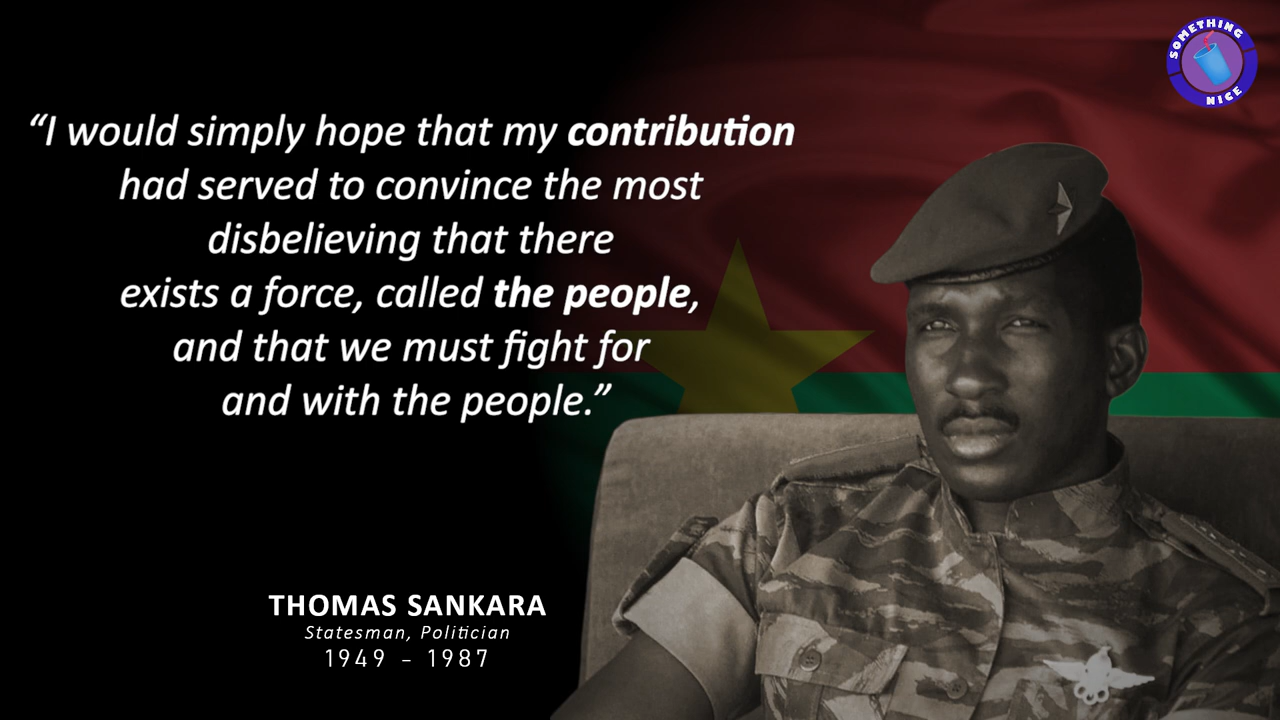 “I would simply hope that my contribution
had served to convince the most
disbelieving that there
exists a force, called the people,
and that we must fight for
and with the people.”
THOMAS SANKARA
Statesman, Politician
1949 – 1987
SOMETHING
NICE